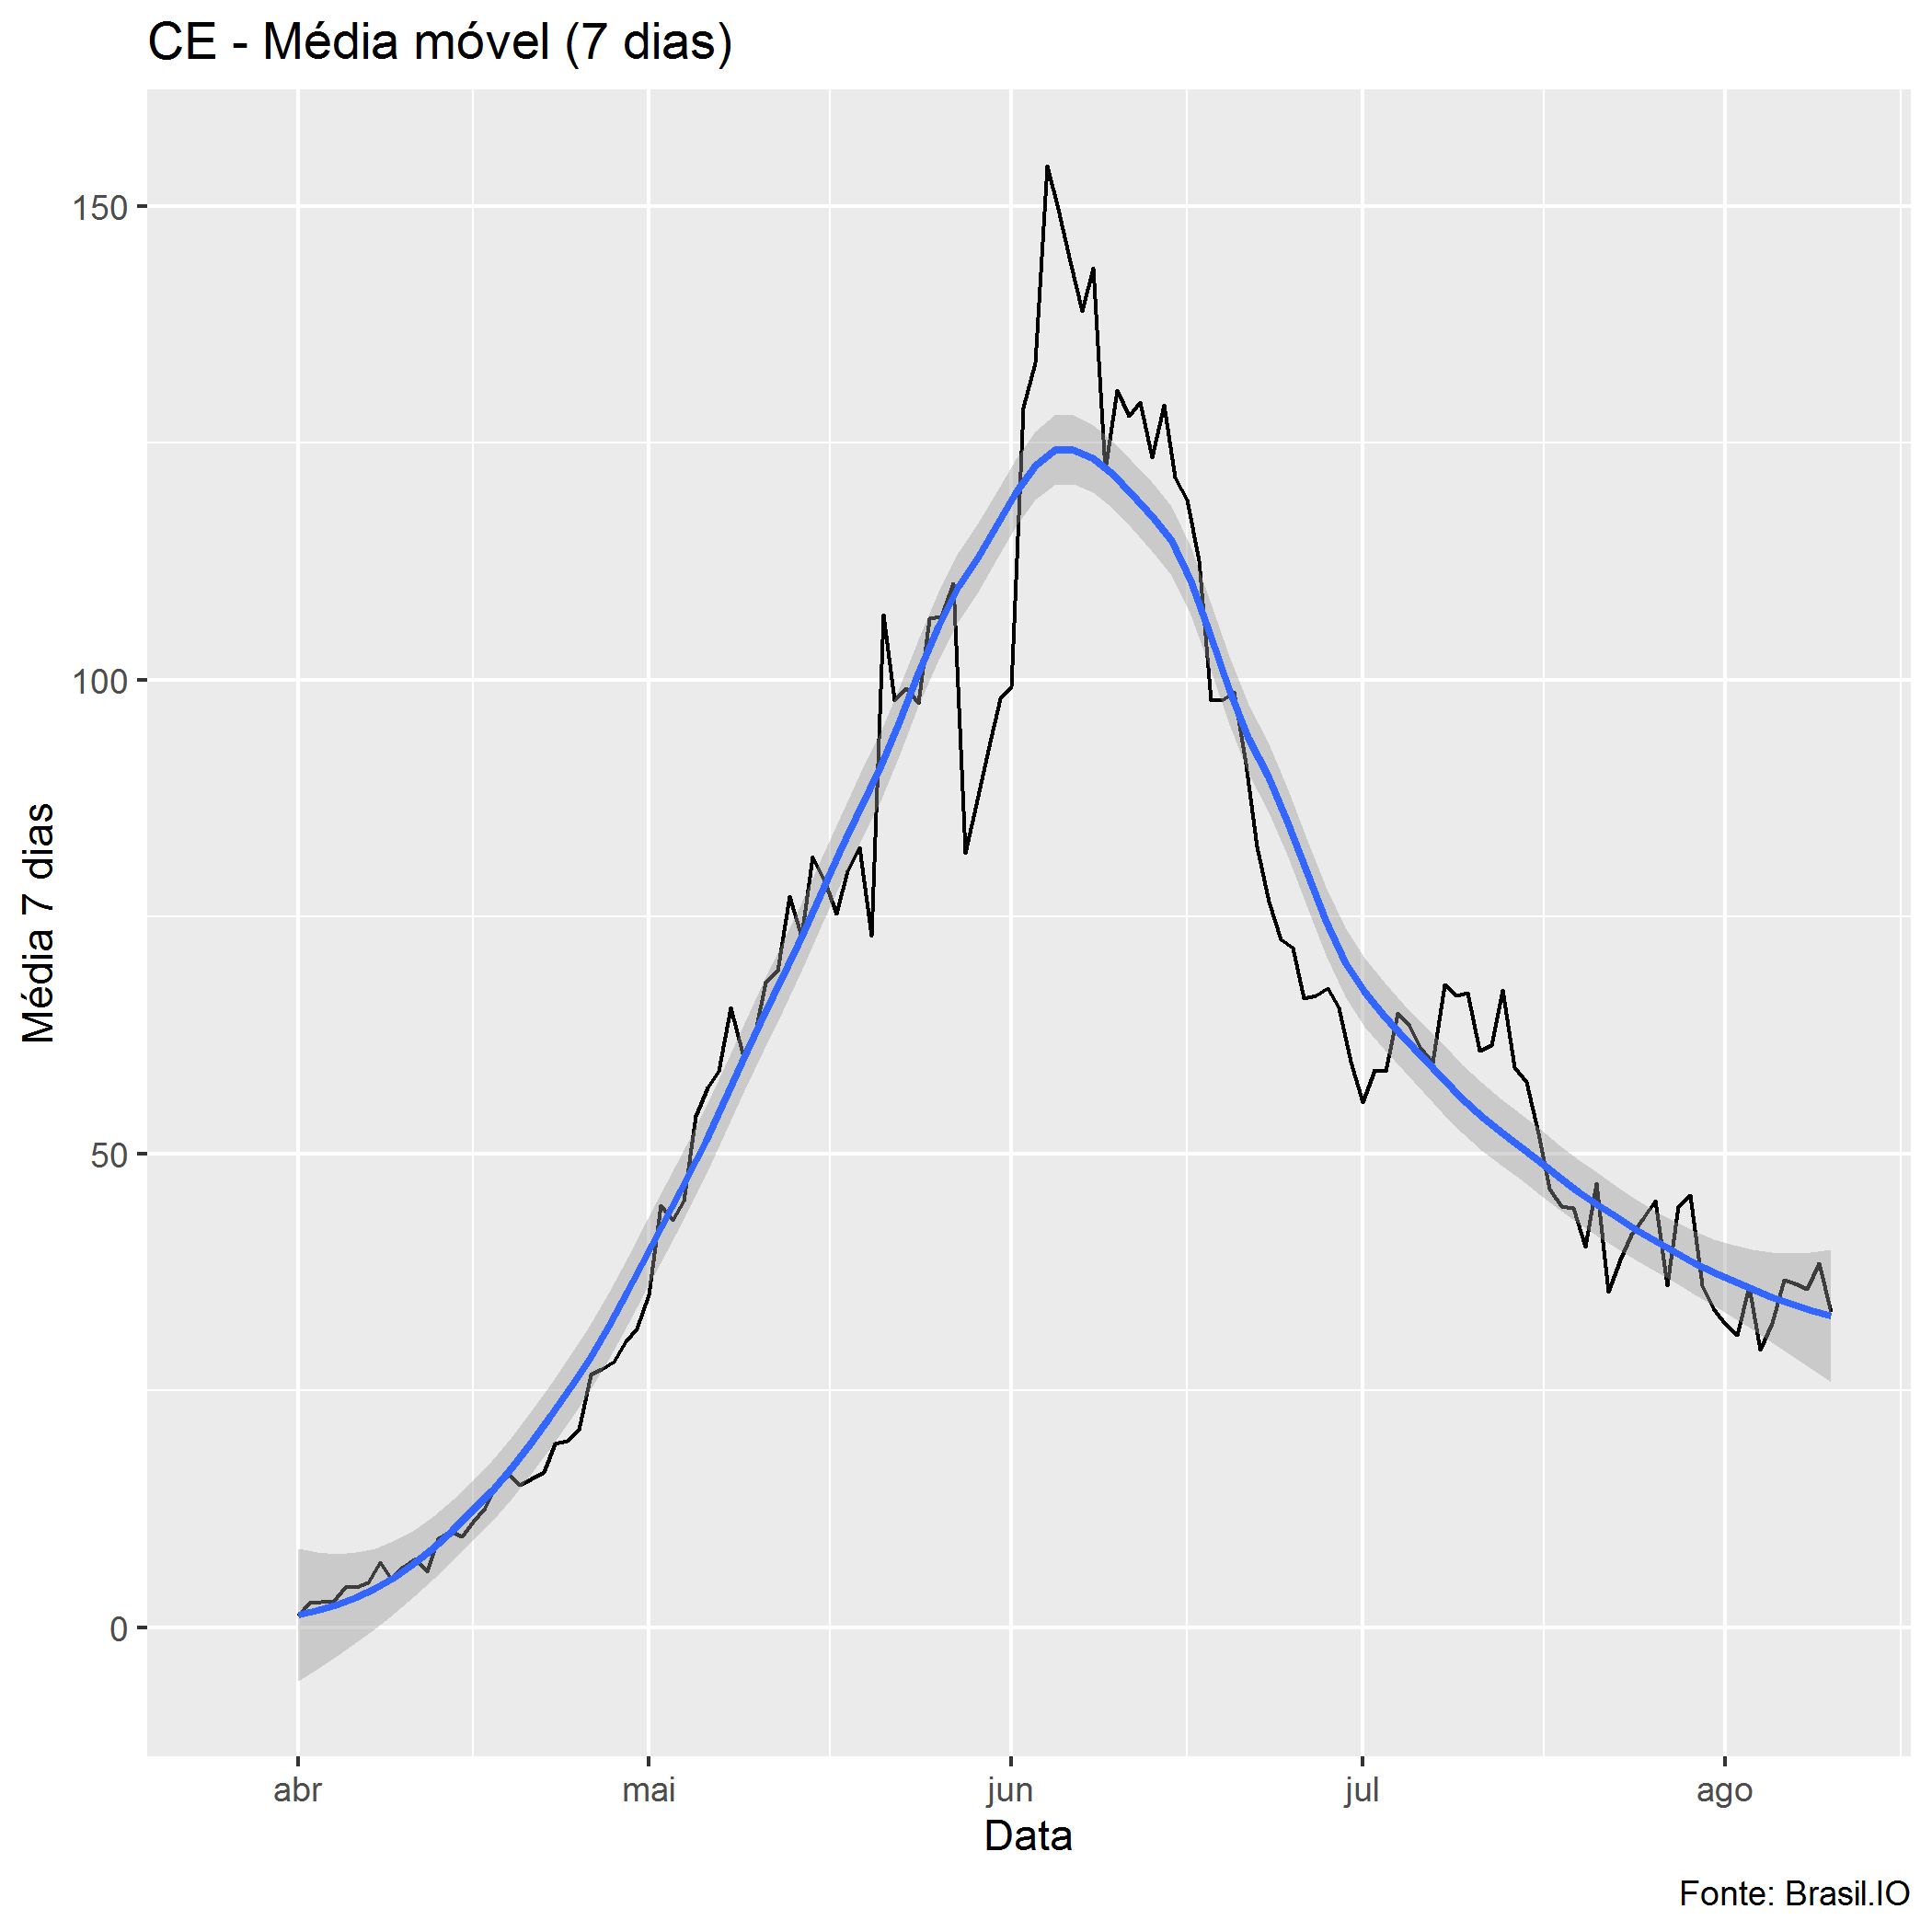 CE - Média móvel (7 dias)
150
100
50
0
Média 7 dias
abr
mai
jun
jul
ago
Data
Fonte: Brasil.IO